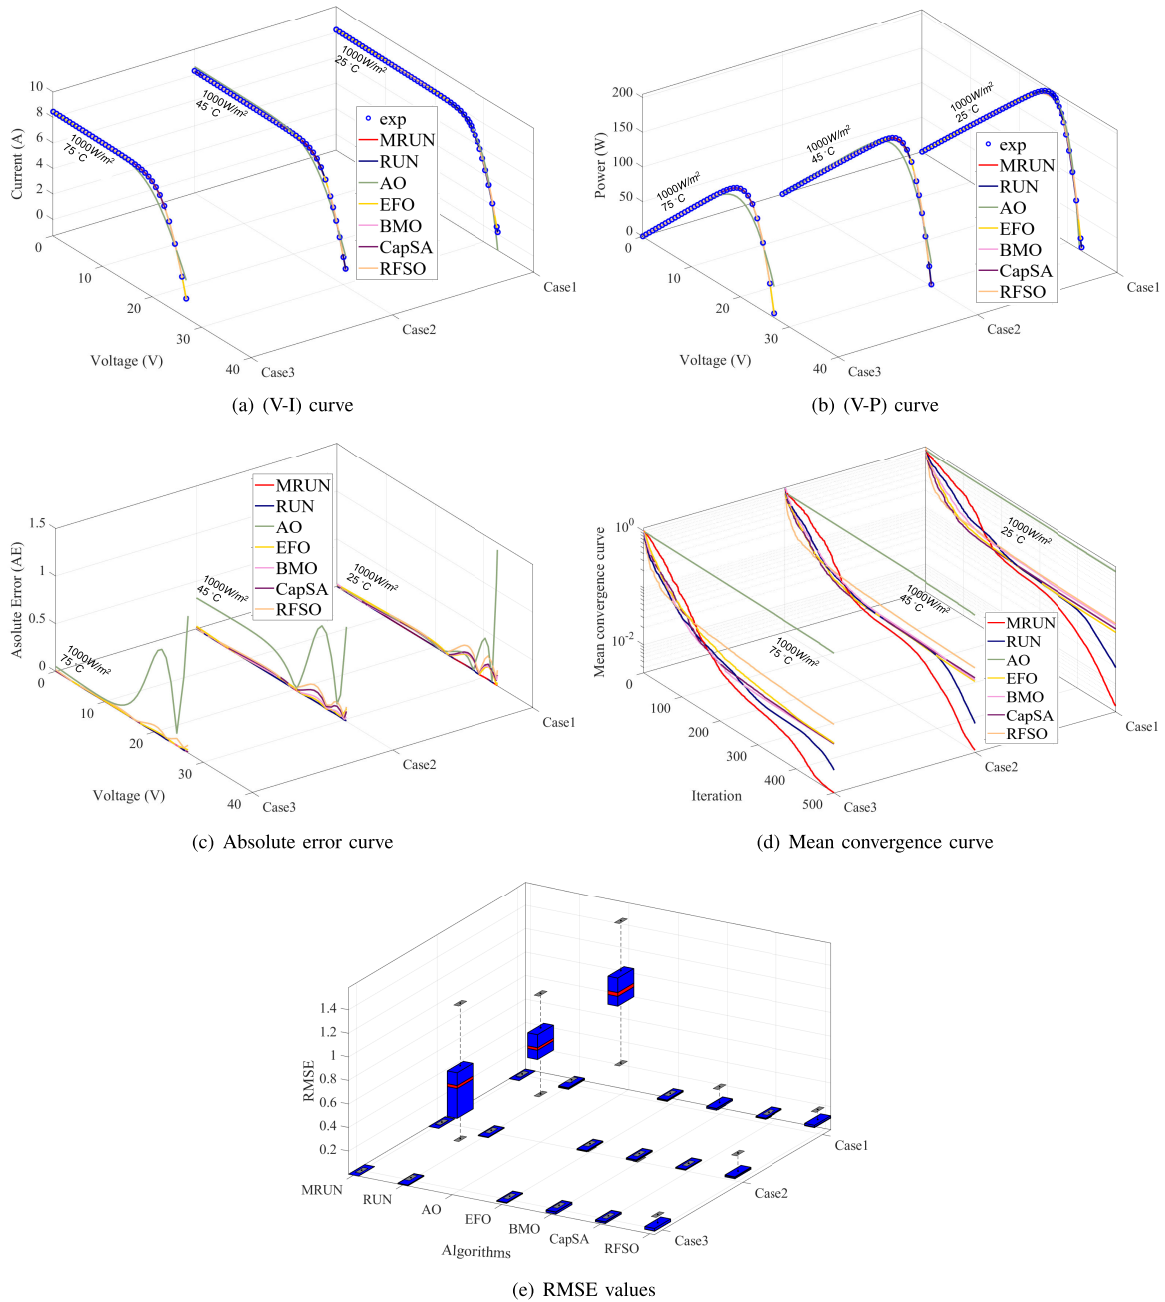 10
8
6
4
2
0
Current (A)
0
10
20
30
40
Voltage (V)
Case1
Case2
Case3
1000W/m²
75 °C
1000W/m²
45 °C
1000W/m²
25 °C
exp
MRUN
RUN
AO
EFO
BMO
CapSA
RFSO
(a) (V-I) curve
200
150
100
50
0
Power (W)
0
10
20
30
40
Voltage (V)
Case1
Case2
Case3
1000W/m²
75 °C
1000W/m²
45 °C
1000W/m²
25 °C
exp
MRUN
RUN
AO
EFO
BMO
CapSA
RFSO
(b) (V-P) curve
1.5
1
0.5
0
Asolute Error (AE)
0
10
20
30
40
Voltage (V)
Case1
Case2
Case3
1000W/m²
75 °C
1000W/m²
45 °C
1000W/m²
25 °C
MRUN
RUN
AO
EFO
BMO
CapSA
RFSO
(c) Absolute error curve
10⁰
10⁻²
Mean convergence curve
0
100
200
300
400
500
Iteration
Case1
Case2
Case3
1000W/m²
75 °C
1000W/m²
45 °C
1000W/m²
25 °C
MRUN
RUN
AO
EFO
BMO
CapSA
RFSO
(d) Mean convergence curve
1.4
1.2
1
0.8
0.6
0.4
0.2
RMSE
MRUN
RUN
AO
EFO
BMO
CapSA
RFSO
Algorithms
Case1
Case2
Case3
(e) RMSE values